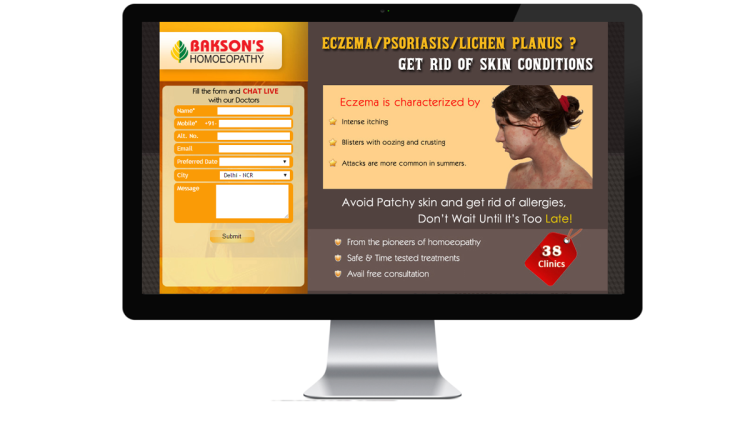 BAKSON'S
HOMOEOPATHY
Fill the form and CHAT LIVE
with our Doctors
Name*
Mobile* +91-
Alt. No.
Email
Preferred Date
City Delhi - NCR
Message
Submit
ECZEMA/PSORIASIS/LICHEN PLANUS ?
GET RID OF SKIN CONDITIONS
Eczema is characterized by
Intense itching
Blisters with oozing and crusting
Attacks are more common in summers.
Avoid Patchy skin and get rid of allergies,
Don't Wait Until It's Too Late!
From the pioneers of homoeopathy
Safe & Time tested treatments
Avail free consultation
38
Clinics